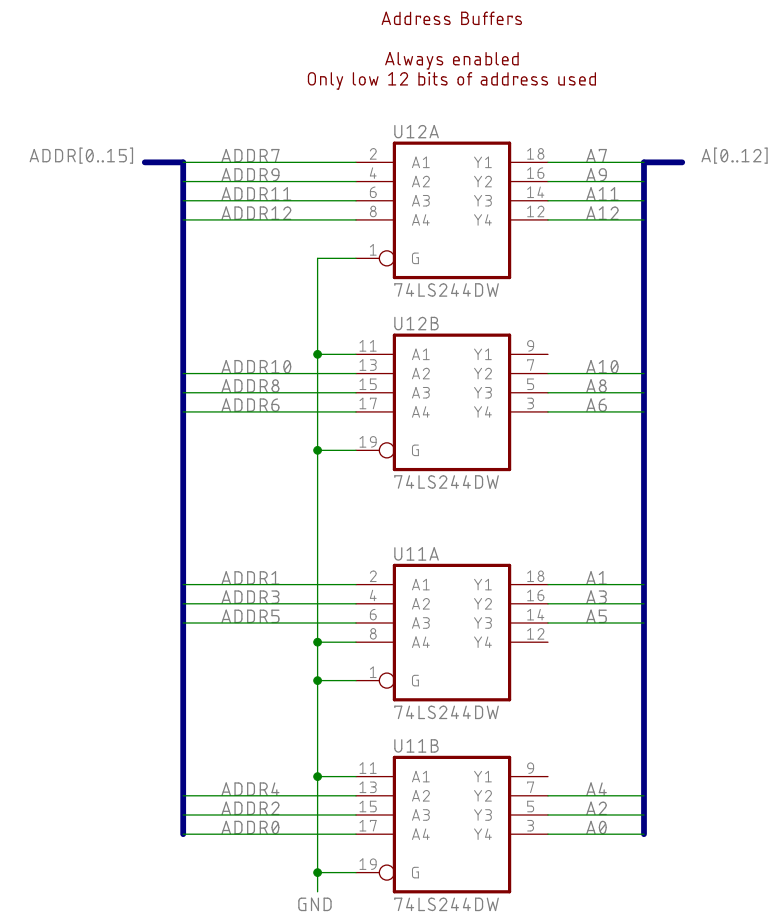 Address Buffers
Always enabled
Only low 12 bits of address used
ADDR[0..15]
A[0..12]
U12A
ADDR7 2 A1 Y1 18 A7
ADDR9 4 A2 Y2 16 A9
ADDR11 6 A3 Y3 14 A11
ADDR12 8 A4 Y4 12 A12
1 G
74LS244DW
U12B
11 A1 Y1 9
ADDR10 13 A2 Y2 7 A10
ADDR8 15 A3 Y3 5 A8
ADDR6 17 A4 Y4 3 A6
19 G
74LS244DW
U11A
ADDR1 2 A1 Y1 18 A1
ADDR3 4 A2 Y2 16 A3
ADDR5 6 A3 Y3 14 A5
8 A4 Y4 12
1 G
74LS244DW
U11B
11 A1 Y1 9
ADDR4 13 A2 Y2 7 A4
ADDR2 15 A3 Y3 5 A2
ADDR0 17 A4 Y4 3 A0
19 G
GND
74LS244DW